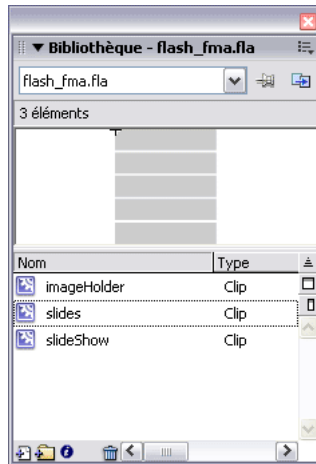 Bibliothèque - flash_fma.fla
flash_fma.fla
3 éléments
Nom Type
imageHolder Clip
slides Clip
slideShow Clip